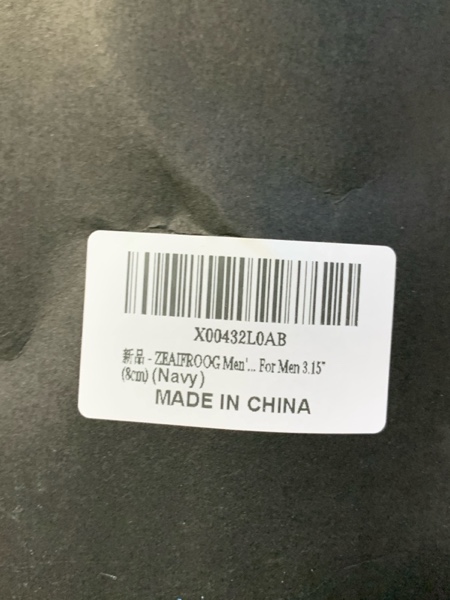 X00432L0AB
新品 - ZEAIFROOG Men'... For Men 3.15"
(8cm) (Navy)
MADE IN CHINA